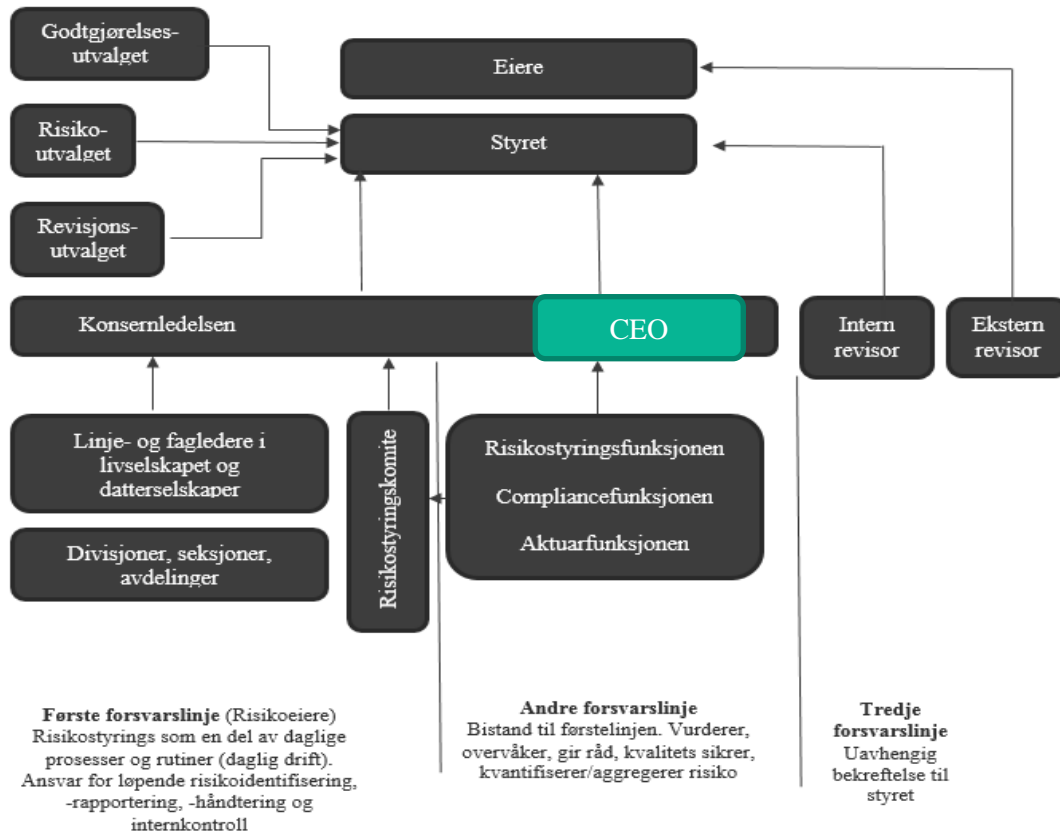 Godtgjørelses-
utvalget
Eiere
Risiko-
utvalget
Styret
Revisjons-
utvalget
Konsernledelsen
CEO
Intern
revisor
Ekstern
revisor
Linje- og fagledere i
livselskapet og
datterselskaper
Divisjoner, seksjoner,
avdelinger
Risikostyringskomite
Risikostyringsfunksjonen
Compliancefunksjonen
Aktuarfunksjonen
Første forsvarslinje (Risikoeiere)
Risikostyrings som en del av daglige
prosesser og rutiner (daglig drift).
Ansvar for løpende risikoidentifisering,
-rapportering, -håndtering og
internkontroll
Andre forsvarslinje
Bistand til førstelinjen. Vurderer,
overvåker, gir råd, kvalitets sikrer,
kvantifiserer/aggregerer risiko
Tredje
forsvarslinje
Uavhengig
bekreftelse til
styret